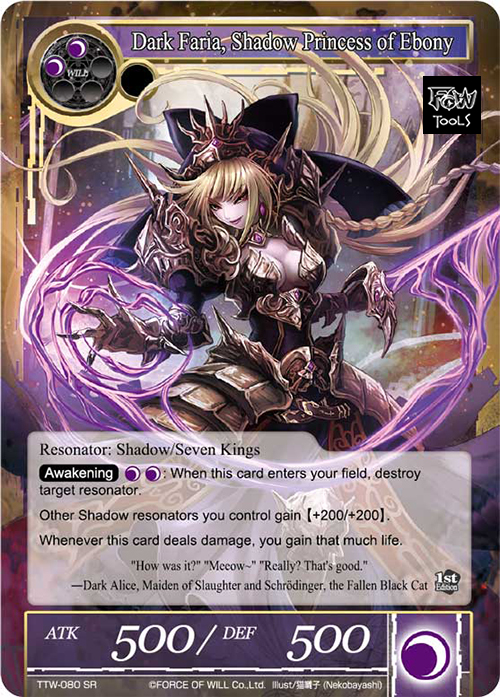 Dark Faria, Shadow Princess of Ebony
WILL
FOW
TOOLS
Resonator: Shadow/Seven Kings
Awakening : When this card enters your field, destroy
target resonator.
Other Shadow resonators you control gain【+200/+200】.
Whenever this card deals damage, you gain that much life.
"How was it?" "Meeow~" "Really? That's good."
—Dark Alice, Maiden of Slaughter and Schrödinger, the Fallen Black Cat
1st
Edition
ATK 500/ DEF 500
TTW-080 SR ©FORCE OF WILL Co.,Ltd. Illust/猫囃子 (Nekobayashi)